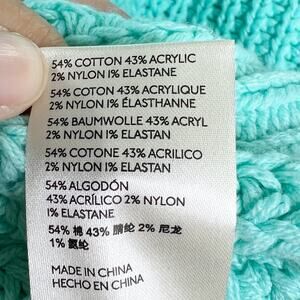 54% COTTON 43% ACRYLIC
2% NYLON 1% ELASTANE
54% COTON 43% ACRYLIQUE
2% NYLON 1% ÉLASTHANNE
54% BAUMWOLLE 43% ACRYL
2% NYLON 1% ELASTAN
54% COTONE 43% ACRILICO
2% NYLON 1% ELASTAN
54% ALGODÓN
43% ACRÍLICO 2% NYLON
1% ELASTANE
54% 棉 43% 腈纶 2% 尼龙
1% 氨纶
MADE IN CHINA
HECHO EN CHINA